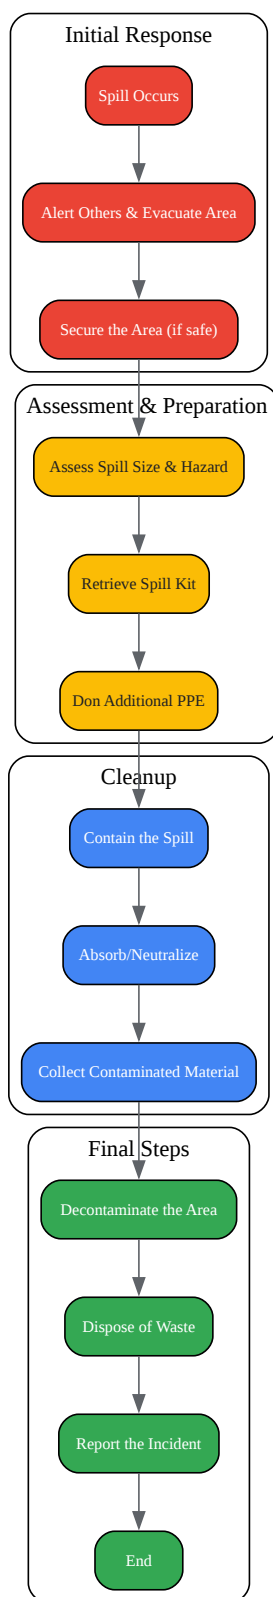 Initial Response
Spill Occurs
Alert Others & Evacuate Area
Secure the Area (if safe)
Assessment & Preparation
Assess Spill Size & Hazard
Retrieve Spill Kit
Don Additional PPE
Cleanup
Contain the Spill
Absorb/Neutralize
Collect Contaminated Material
Final Steps
Decontaminate the Area
Dispose of Waste
Report the Incident
End